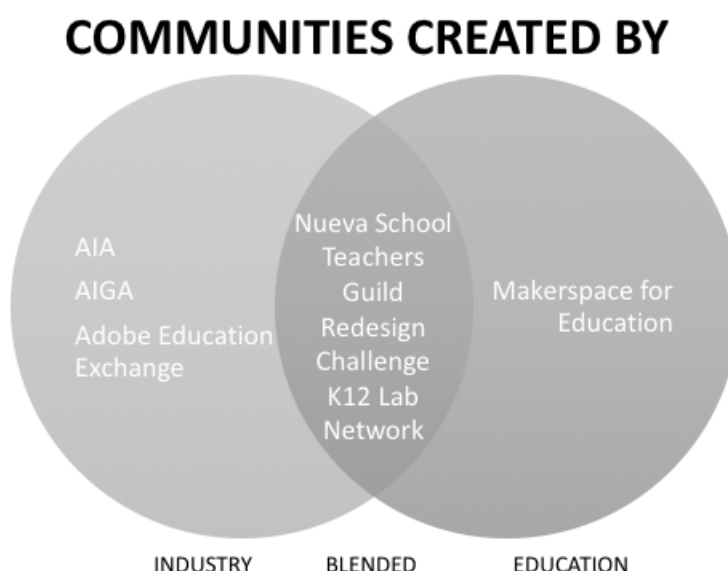 COMMUNITIES CREATED BY
AIA
AIGA
Adobe Education
Exchange
Nueva School
Teachers
Guild
Redesign
Challenge
K12 Lab
Network
Makerspace for
Education
INDUSTRY
BLENDED
EDUCATION